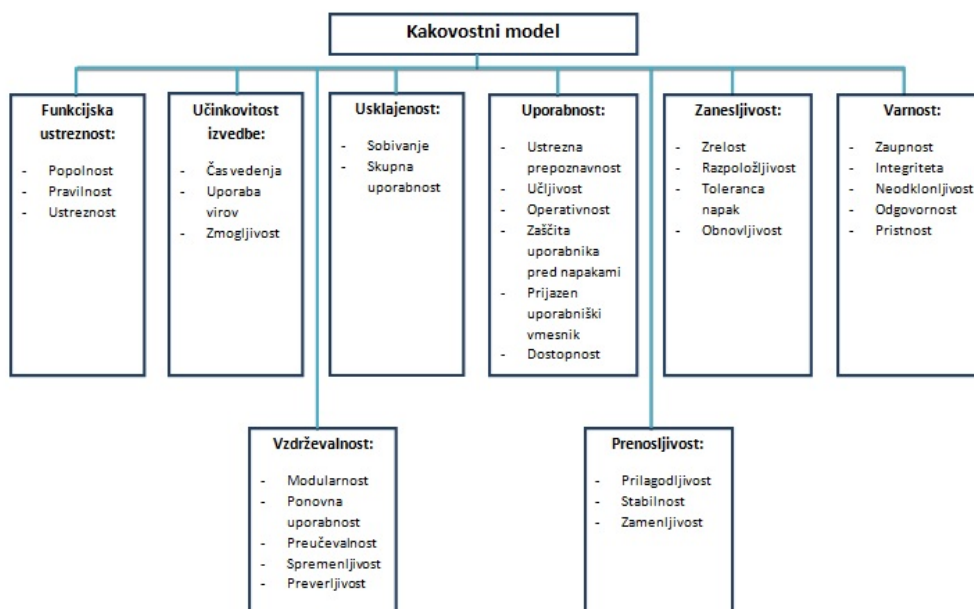 Kakovostni model
Funkcijska
ustreznost:
- Popolnost
- Pravilnost
- Ustreznost
Učinkovitost
izvedbe:
- Čas vedenja
- Uporaba
virov
- Zmogljivost
Usklajenost:
- Sobivanje
- Skupna
uporabnost
Uporabnost:
- Ustrezna
prepoznavnost
- Učljivost
- Operativnost
- Zaščita
uporabnika
pred napakami
- Prijazen
uporabniški
vmesnik
- Dostopnost
Zanesljivost:
- Zrelost
- Razpoložljivost
- Toleranca
napak
- Obnovljivost
Varnost:
- Zaupnost
- Integriteta
- Neodklonljivost
- Odgovornost
- Pristnost
Vzdrževalnost:
- Modularnost
- Ponovna
uporabnost
- Preučevalnost
- Spremenljivost
- Preverljivost
Prenosljivost:
- Prilagodljivost
- Stabilnost
- Zamenljivost